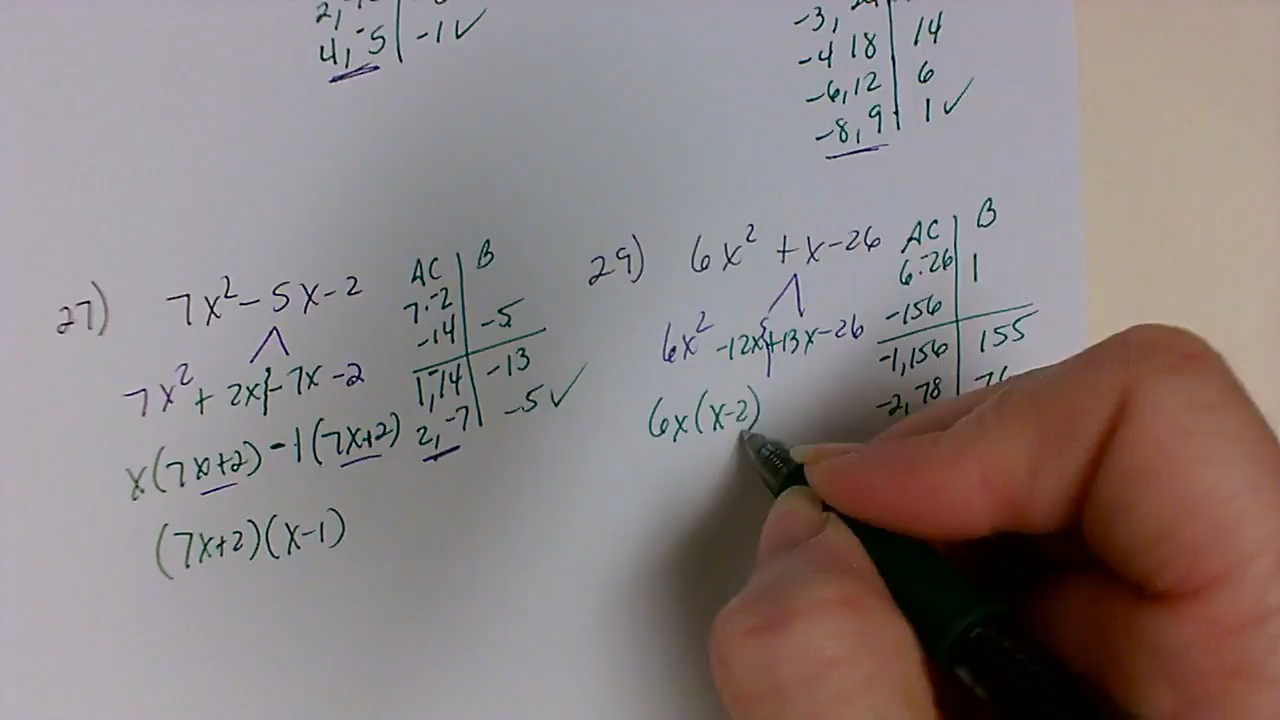 4, -5 | -1 ✓
-3,
-4 18 | 14
-6, 12 | 6
-8, 9 | 1 ✓
27) 7x² - 5x - 2
7x² + 2x - 7x - 2
x(7x+2) - 1(7x+2)
(7x+2)(x-1)
AC | B
7·-2
-14 | -5
1, -14 | -13
2, -7 | -5 ✓
29) 6x² + x - 26
6x² - 12x + 13x - 26
6x(x-2)
AC | B
6·-26 | 1
-156
-1, 156 | 155
-2, 78